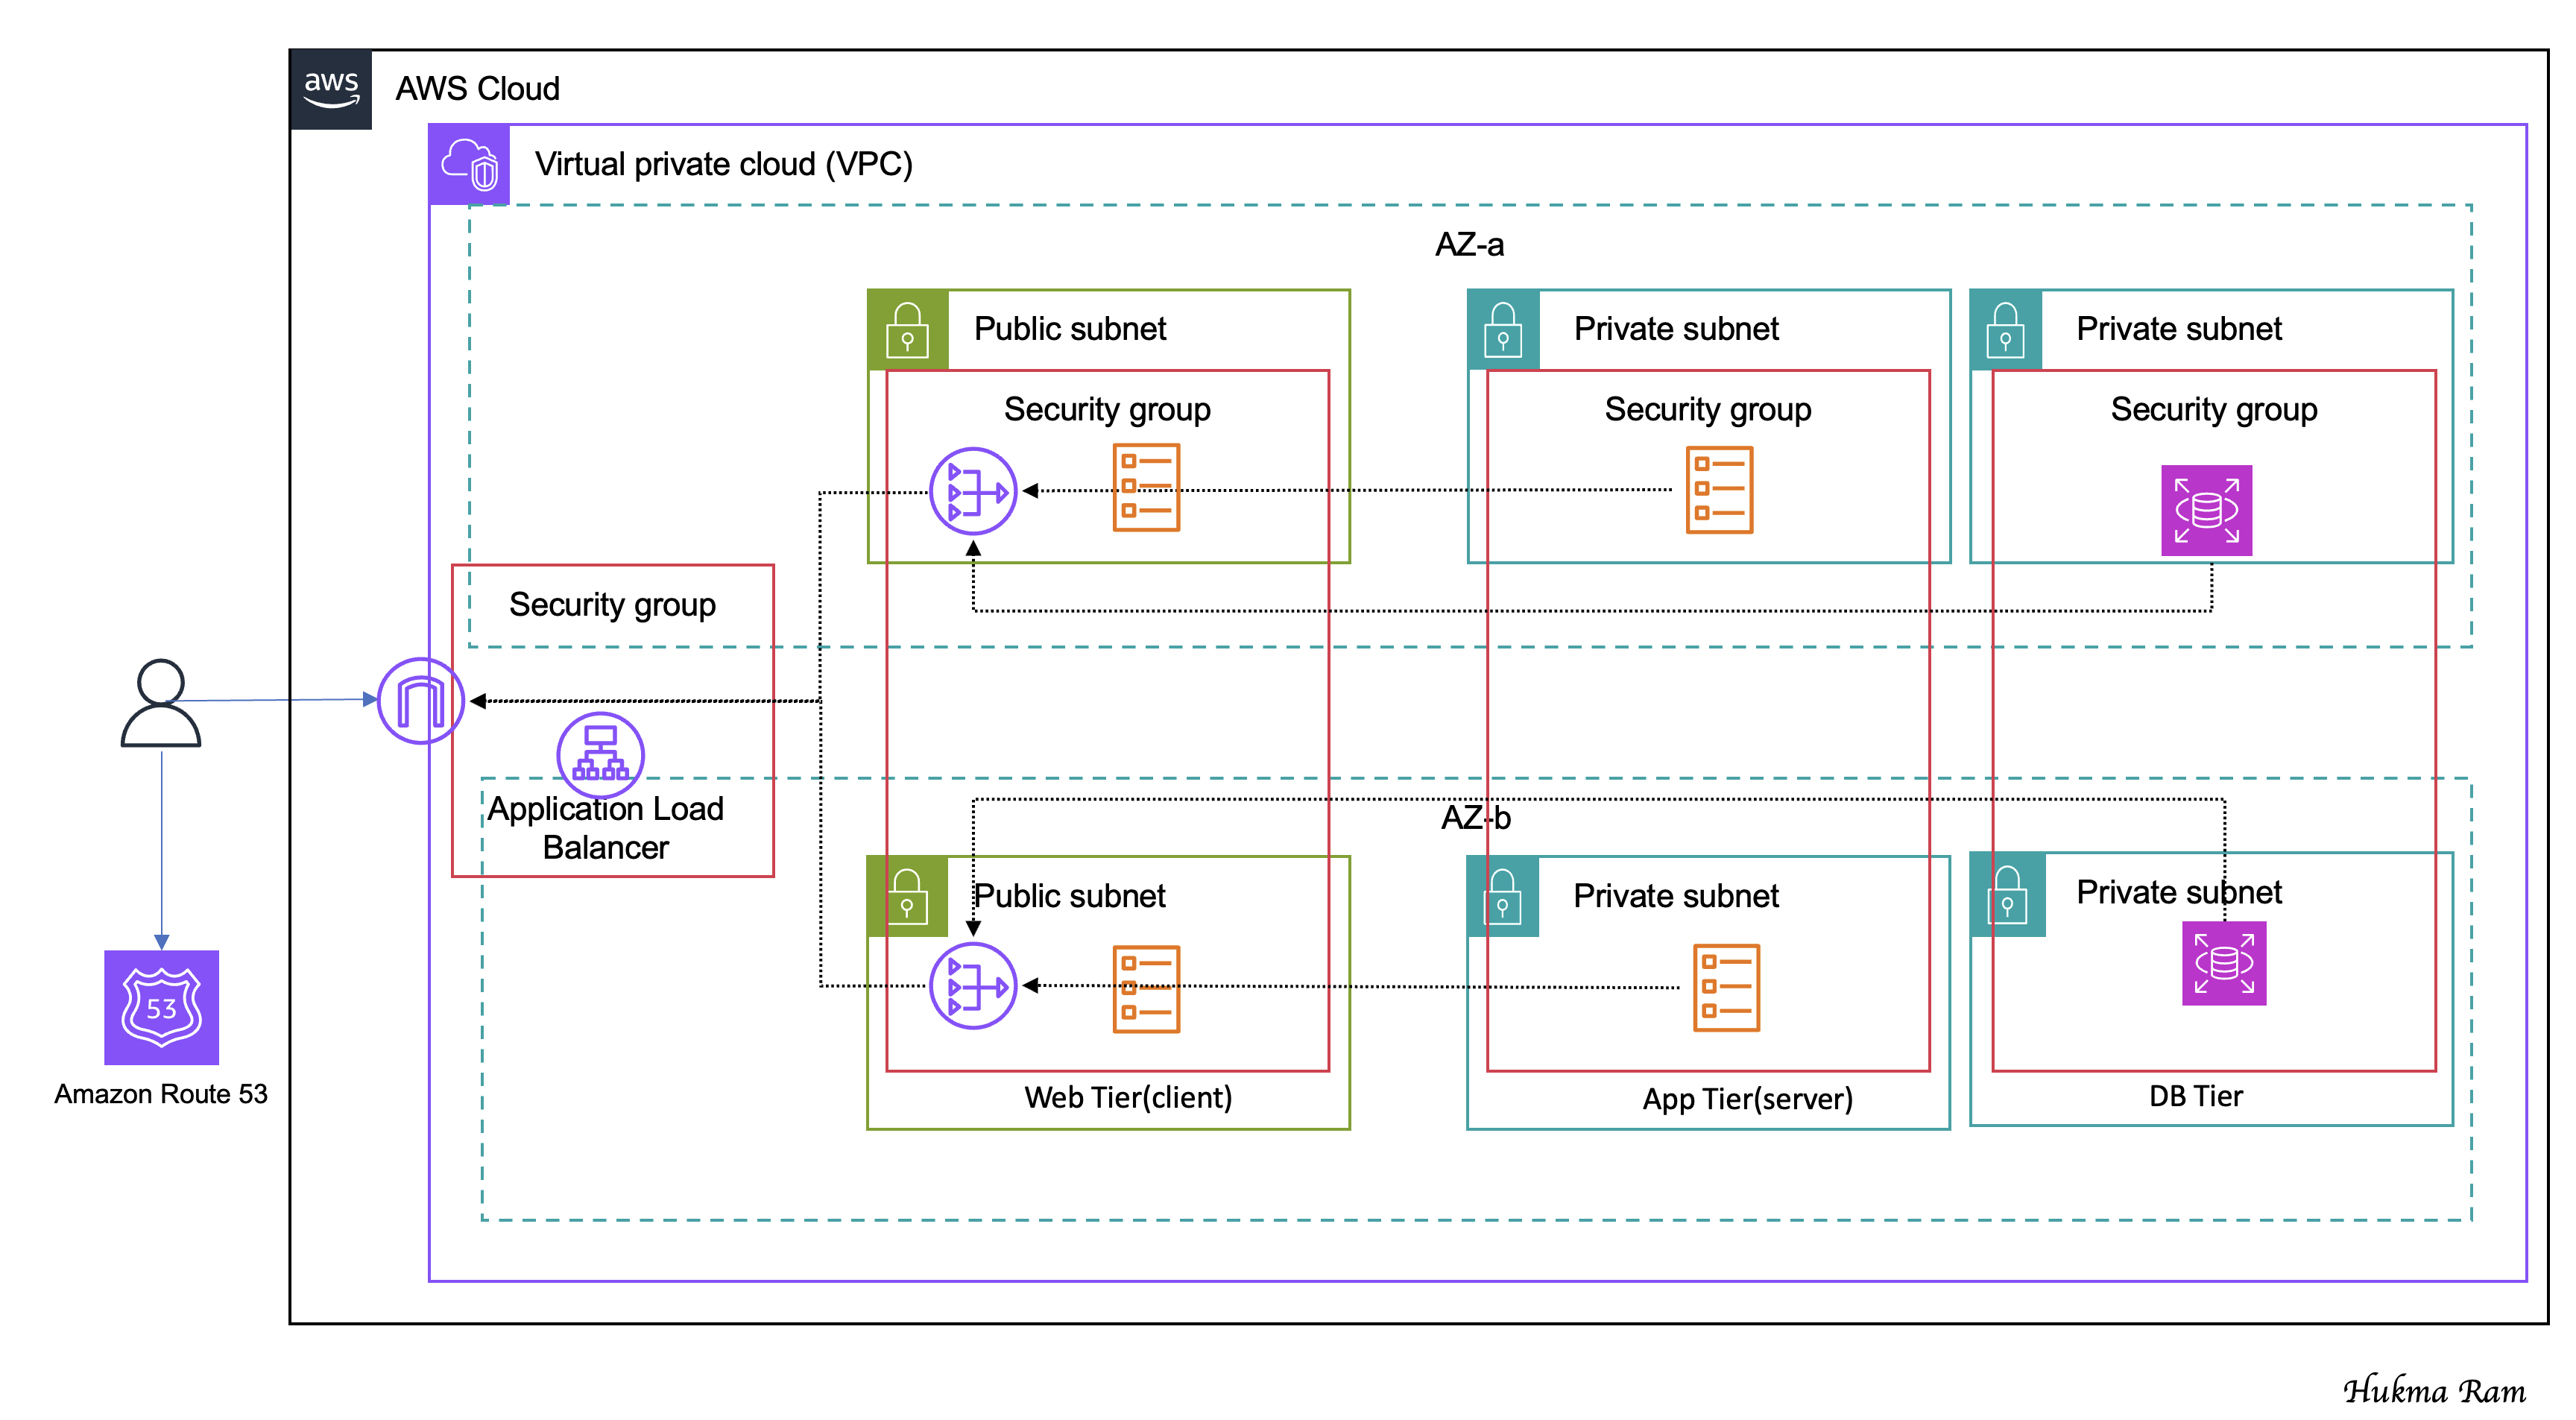 aws
AWS Cloud
Virtual private cloud (VPC)
AZ-a
Public subnet
Private subnet
Private subnet
Security group
Security group
Security group
Security group
Application Load
Balancer
AZ-b
Public subnet
Private subnet
Private subnet
53
Amazon Route 53
Web Tier(client)
App Tier(server)
DB Tier
Hukma Ram